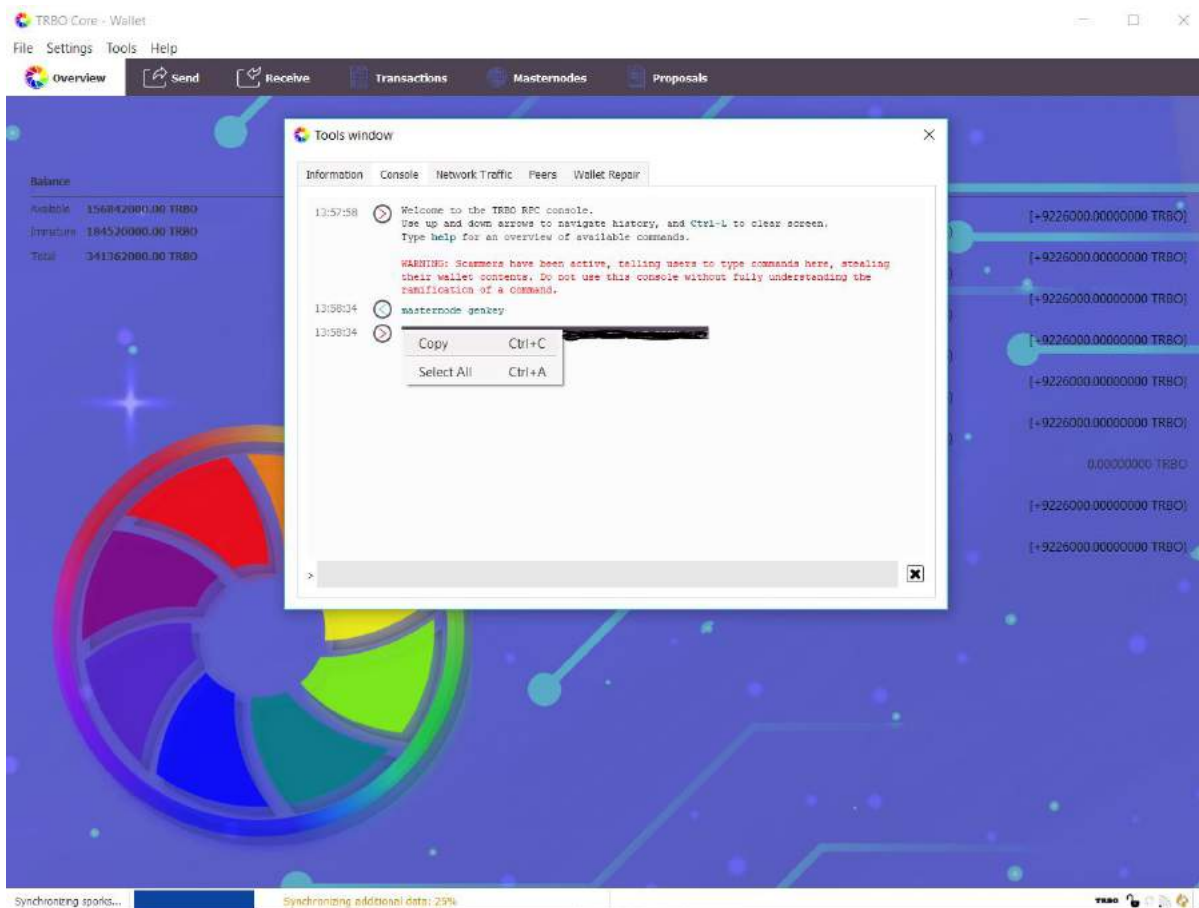 TRBO Core - Wallet
File Settings Tools Help
Overview Send Receive Transactions Masternodes Proposals
Tools window
Information Console Network Traffic Peers Wallet Repair
Balance
Available 156842000.00 TRBO
Immature 184520000.00 TRBO
Total 341362000.00 TRBO
13:57:58 Welcome to the TRBO RPC console.
Use up and down arrows to navigate history, and Ctrl-L to clear screen.
Type help for an overview of available commands.
WARNING: Scammers have been active, telling users to type commands here, stealing
their wallet contents. Do not use this console without fully understanding the
ramification of a command.
13:58:34 masternode genkey
13:58:34
Copy Ctrl+C
Select All Ctrl+A
>
[+9226000.00000000 TRBO]
[+9226000.00000000 TRBO]
[+9226000.00000000 TRBO]
[+9226000.00000000 TRBO]
[+9226000.00000000 TRBO]
[+9226000.00000000 TRBO]
0.00000000 TRBO
[+9226000.00000000 TRBO]
[+9226000.00000000 TRBO]
Synchronizing sporks... Synchronizing additional data: 25% TRBO